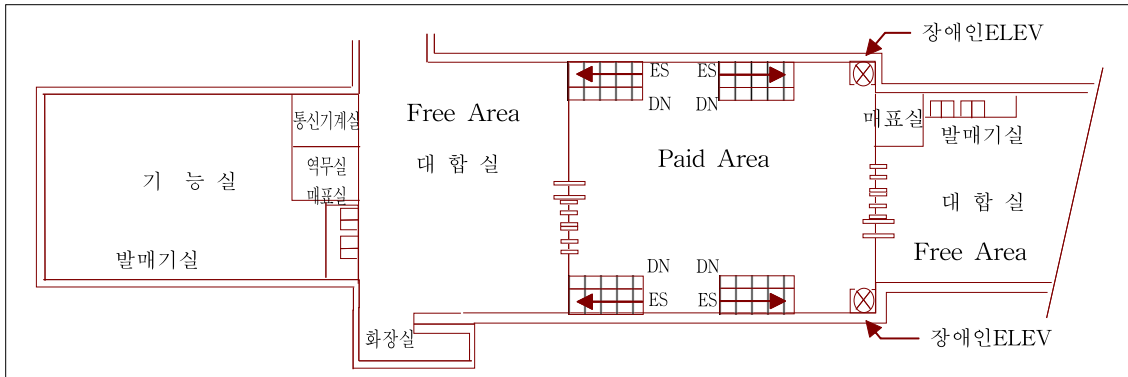 장애인ELEV
ES ES
통신기계실
Free Area
DN DN
매표실
발매기실
역무실
대 합 실
Paid Area
기 능 실
매표실
대 합 실
발매기실
DN DN
Free Area
ES ES
화장실
장애인ELEV